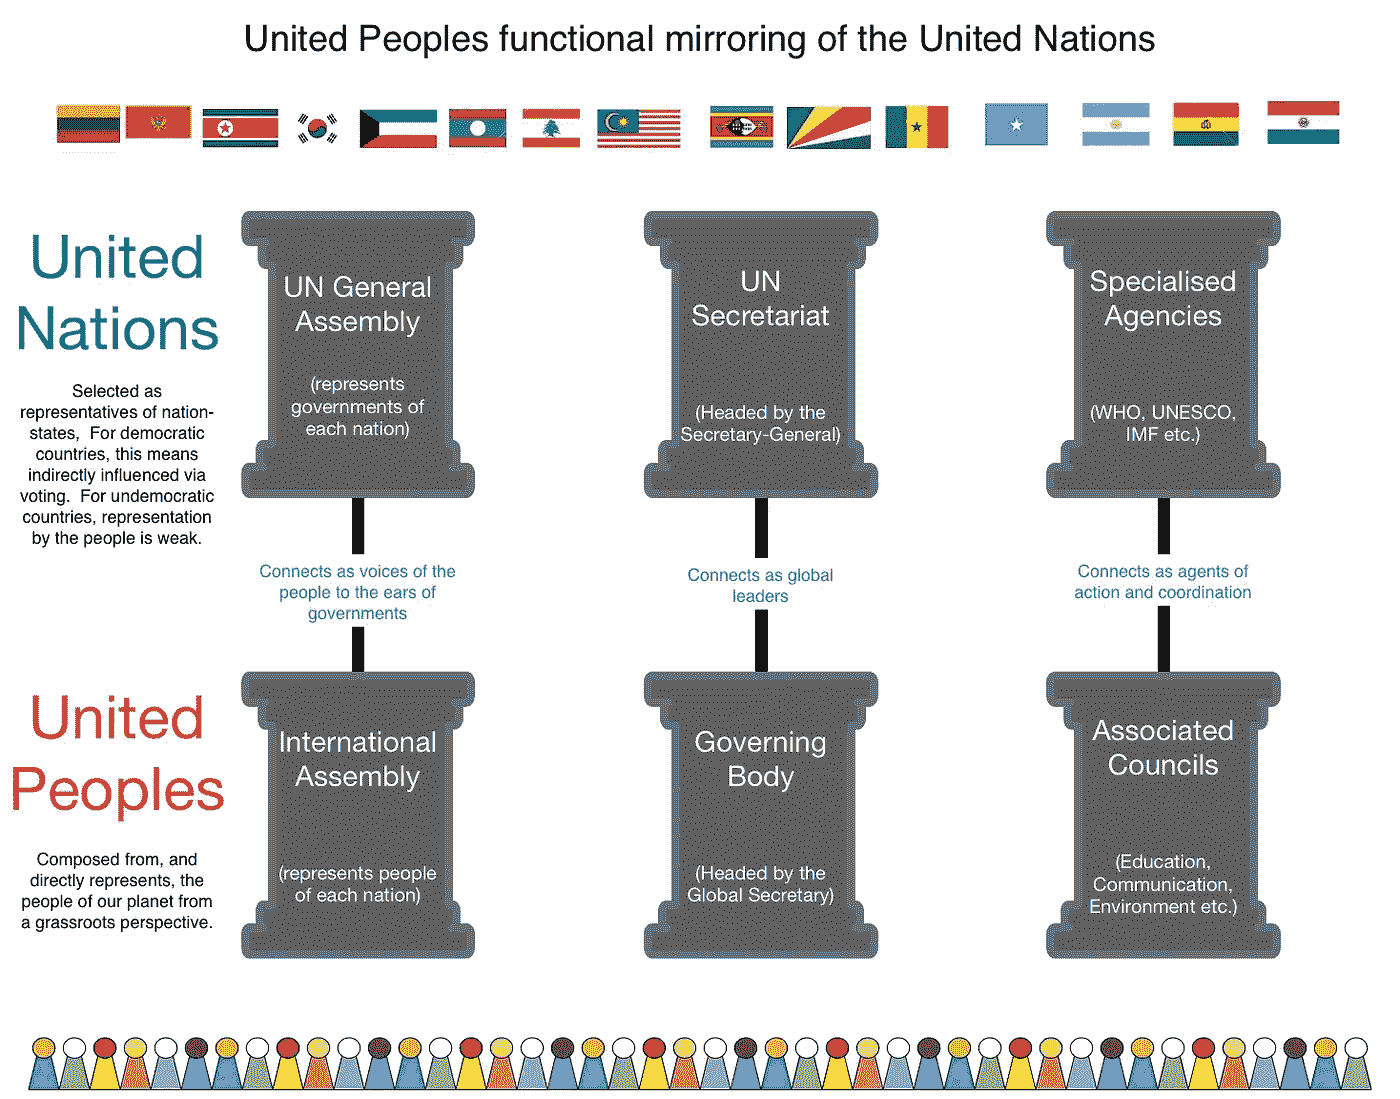 United Peoples functional mirroring of the United Nations
United
Nations
Selected as
representatives of nation-
states,  For democratic
countries, this means
indirectly influenced via
voting.  For undemocratic
countries, representation
by the people is weak.
UN General
Assembly
(represents
governments of
each nation)
UN
Secretariat
(Headed by the
Secretary-General)
Specialised
Agencies
(WHO, UNESCO,
IMF etc.)
Connects as voices of the
people to the ears of
governments
Connects as global
leaders
Connects as agents of
action and coordination
United
Peoples
Composed from, and
directly represents, the
people of our planet from
a grassroots perspective.
International
Assembly
(represents people
of each nation)
Governing
Body
(Headed by the
Global Secretary)
Associated
Councils
(Education,
Communication,
Environment etc.)